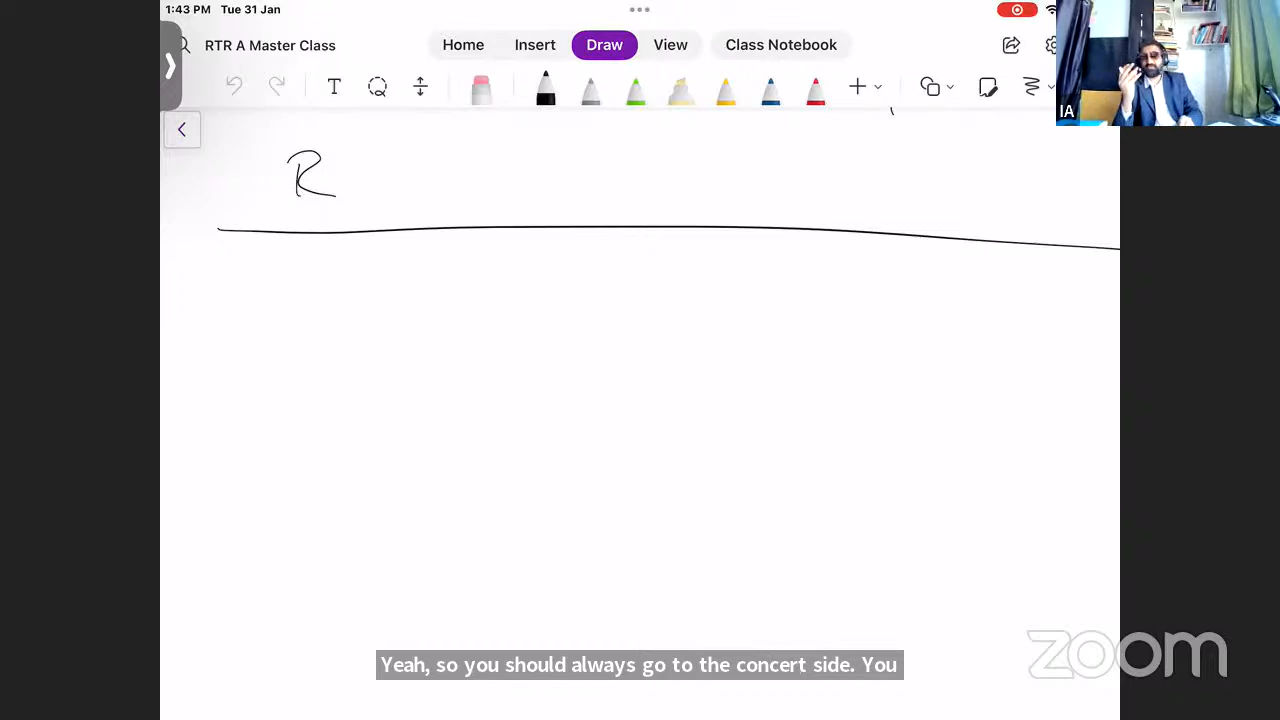 1:43 PM Tue 31 Jan
RTR A Master Class
Home
Insert
Draw
View
Class Notebook
T
IA
R
Yeah, so you should always go to the concert side. You
zoom